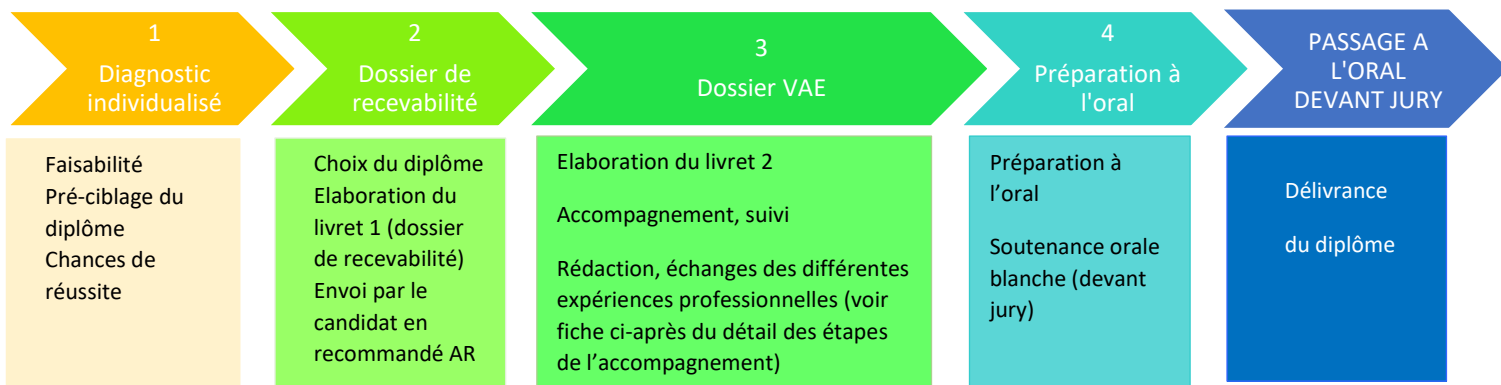 1
Diagnostic
individualisé
2
Dossier de
recevabilité
3
Dossier VAE
4
Préparation à
l'oral
PASSAGE A
L'ORAL
DEVANT JURY
Faisabilité
Pré-ciblage du
diplôme
Chances de
réussite
Choix du diplôme
Elaboration du
livret 1 (dossier
de recevabilité)
Envoi par le
candidat en
recommandé AR
Elaboration du livret 2
Accompagnement, suivi
Rédaction, échanges des différentes
expériences professionnelles (voir
fiche ci-après du détail des étapes
de l’accompagnement)
Préparation à
l’oral
Soutenance orale
blanche (devant
jury)
Délivrance
du diplôme